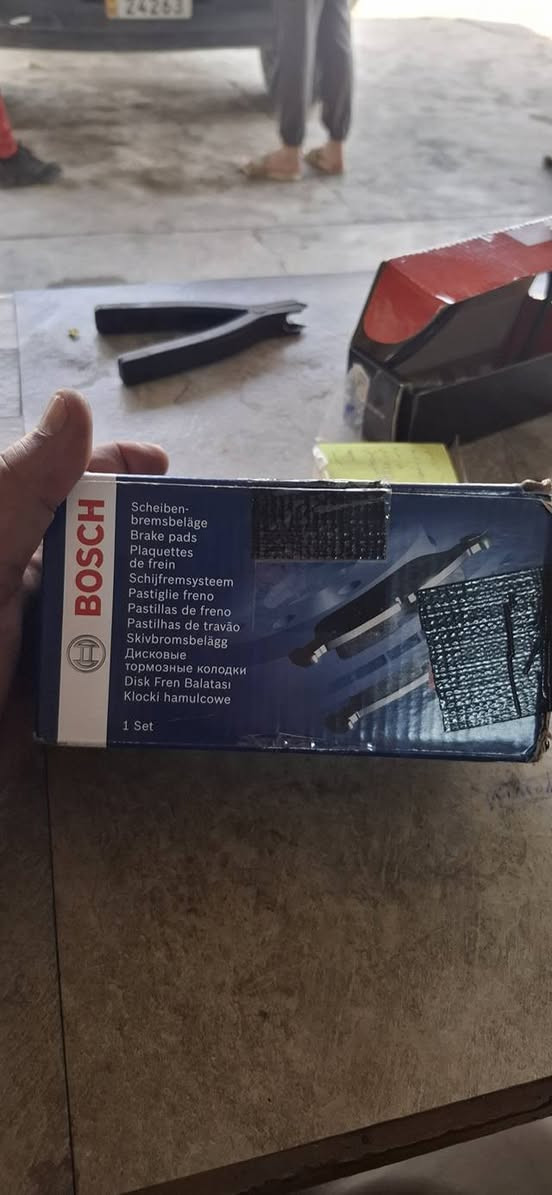 24263
BOSCH
Scheiben-
bremsbeläge
Brake pads
Plaquettes
de frein
Schijfremsysteem
Pastiglie freno
Pastillas de freno
Pastilhas de travão
Skivbromsbelägg
Дисковые
тормозные колодки
Disk Fren Balatası
Klocki hamulcowe
1 Set